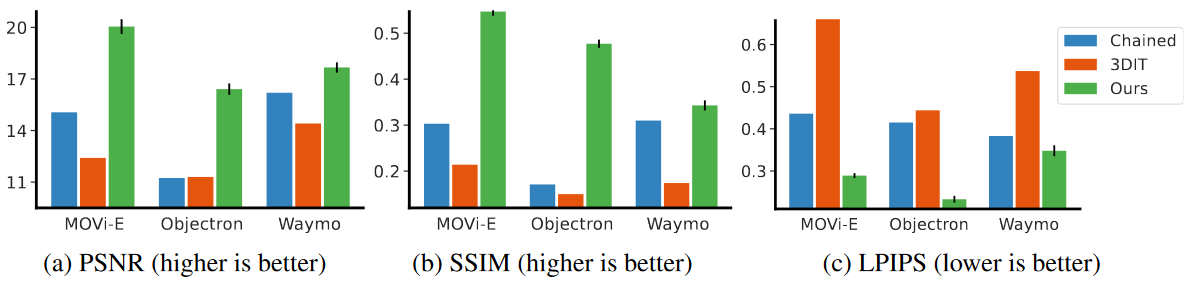 20
17
14
11
MOVi-E Objectron Waymo
(a) PSNR (higher is better)
0.5
0.4
0.3
0.2
MOVi-E Objectron Waymo
(b) SSIM (higher is better)
0.6
0.5
0.4
0.3
MOVi-E Objectron Waymo
(c) LPIPS (lower is better)
Chained
3DIT
Ours